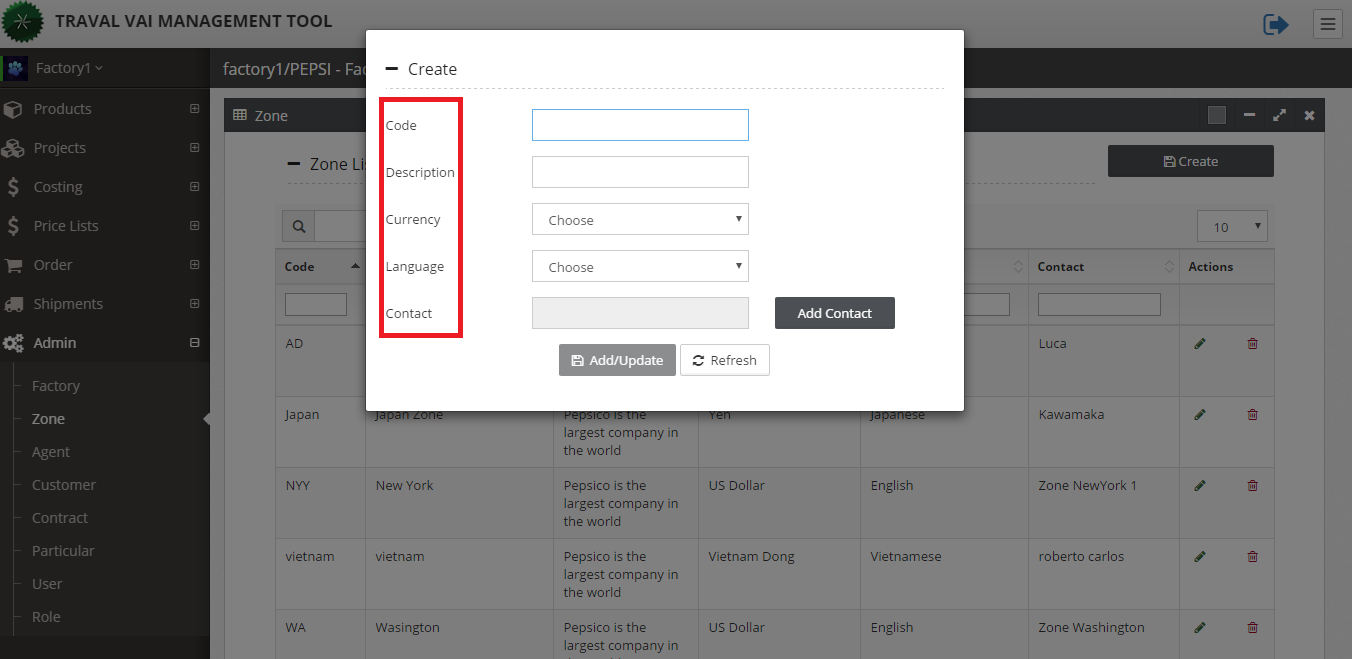 TRAVAL VAI MANAGEMENT TOOL
Factory1
factory1/PEPSI - Fac
Products
Projects
Costing
Price Lists
Order
Shipments
Admin
Factory
Zone
Agent
Customer
Contract
Particular
User
Role
Zone
Zone Lis
Create
10
Code
Contact
Actions
AD
Luca
Japan
Japan Zone
Pepsico is the
largest company in
the world
Yen
Japanese
Kawamaka
NYY
New York
Pepsico is the
largest company in
the world
US Dollar
English
Zone NewYork 1
vietnam
vietnam
Pepsico is the
largest company in
the world
Vietnam Dong
Vietnamese
roberto carlos
WA
Wasington
Pepsico is the
largest company in
US Dollar
English
Zone Washington
Create
Code
Description
Currency
Choose
Language
Choose
Contact
Add Contact
Add/Update
Refresh